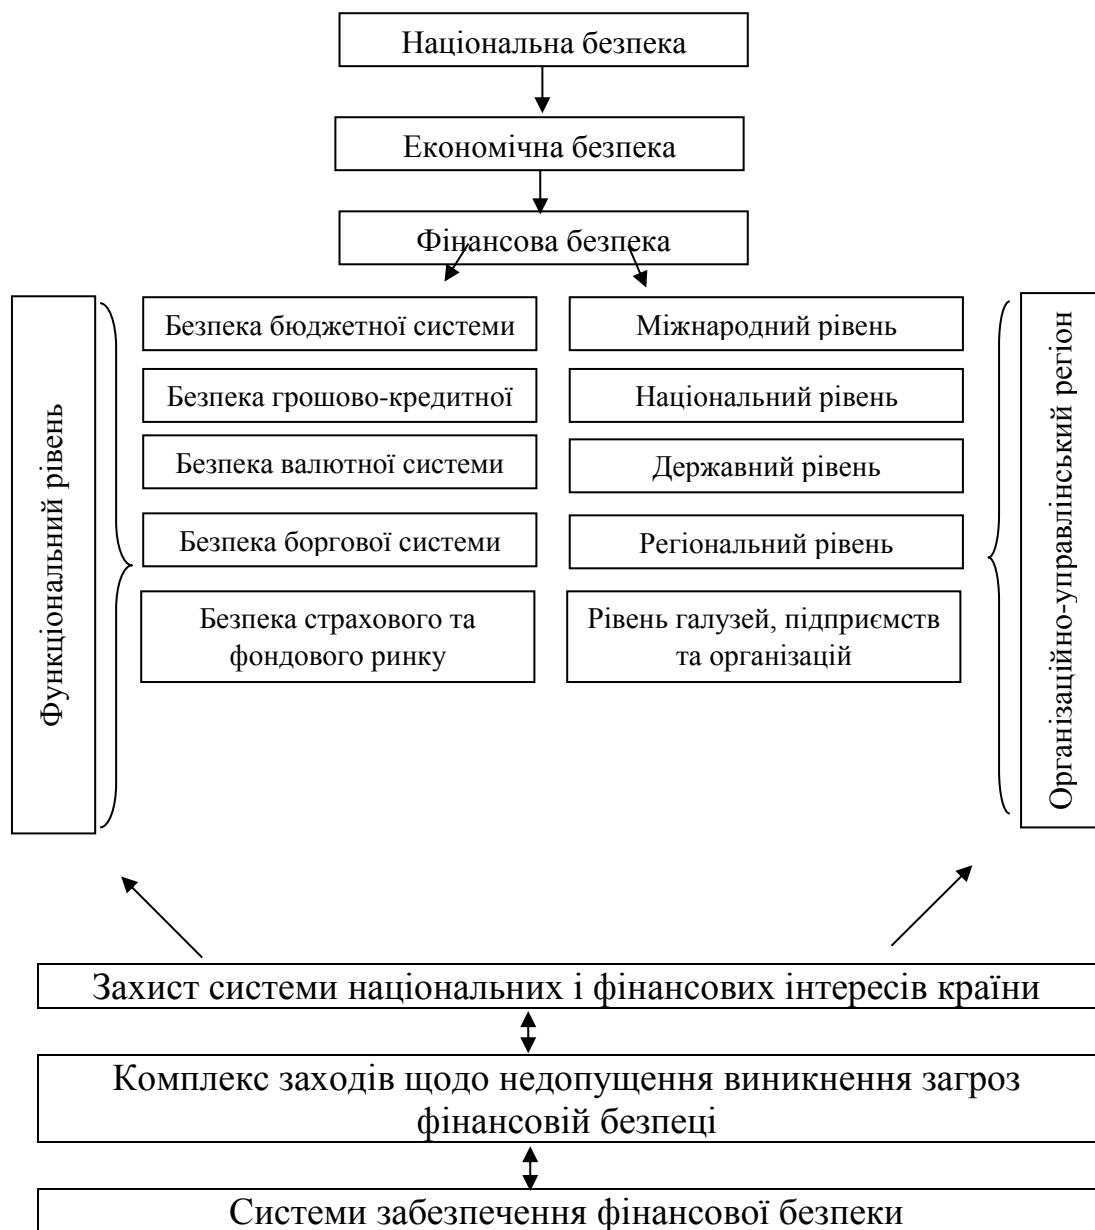 Національна безпека
Економічна безпека
Фінансова безпека
Функціональний рівень
Безпека бюджетної системи
Безпека грошово-кредитної
Безпека валютної системи
Безпека боргової системи
Безпека страхового та
фондового ринку
Міжнародний рівень
Національний рівень
Державний рівень
Регіональний рівень
Рівень галузей, підприємств
та організацій
Організаційно-управлінський регіон
Захист системи національних і фінансових інтересів країни
Комплекс заходів щодо недопущення виникнення загроз
фінансовій безпеці
Системи забезпечення фінансової безпеки